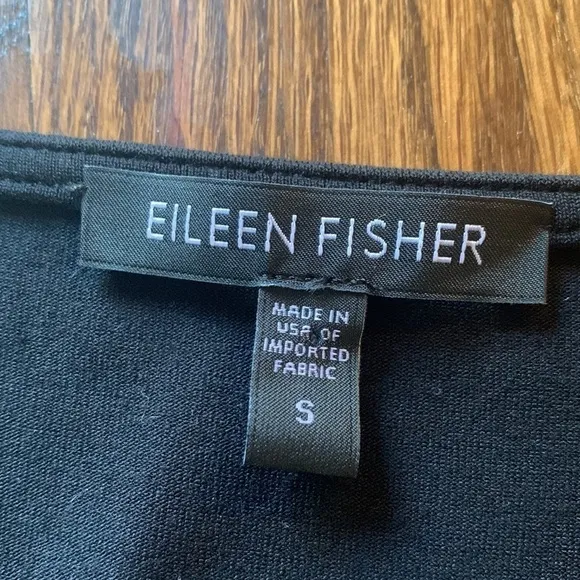 EILEEN FISHER
MADE IN
USA OF
IMPORTED
FABRIC
S